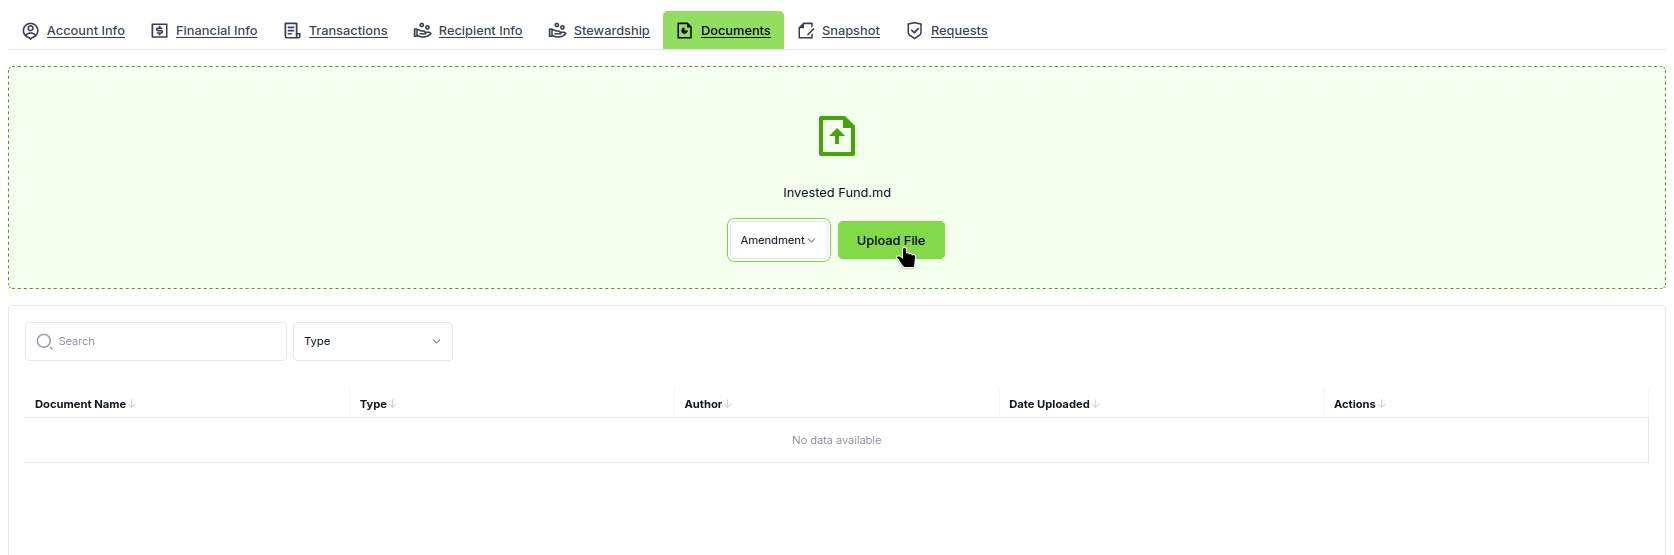 Account Info Financial Info Transactions Recipient Info Stewardship Documents Snapshot Requests
Invested Fund.md
Amendment Upload File
Search Type
Document Name Type Author Date Uploaded Actions
No data available